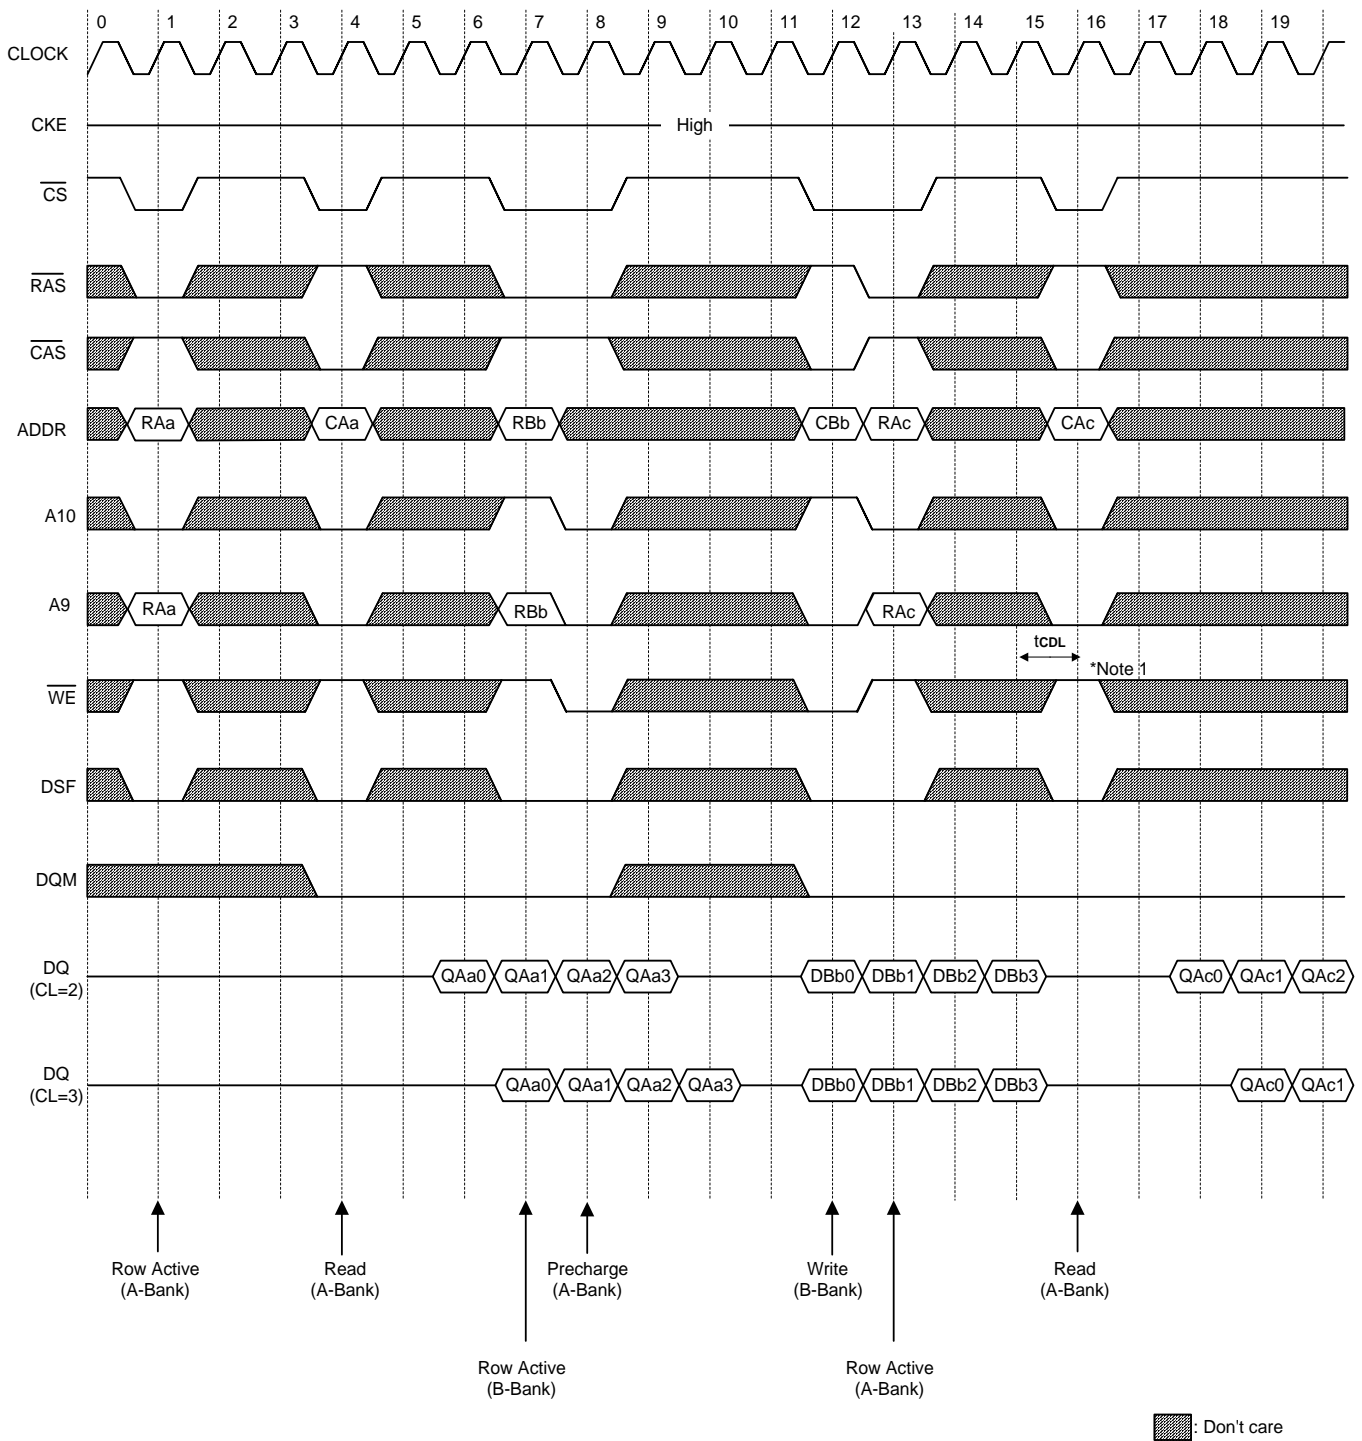 0 1 2 3 4 5 6 7 8 9 10 11 12 13 14 15 16 17 18 19
CLOCK
CKE
High
CS
RAS
CAS
ADDR
RAa CAa RBb CBb RAc CAc
A10
A9
RAa RBb RAc
tCDL
*Note 1
WE
DSF
DQM
DQ
(CL=2)
QAa0 QAa1 QAa2 QAa3 DBb0 DBb1 DBb2 DBb3 QAc0 QAc1 QAc2
DQ
(CL=3)
QAa0 QAa1 QAa2 QAa3 DBb0 DBb1 DBb2 DBb3 QAc0 QAc1
Row Active
(A-Bank)
Read
(A-Bank)
Precharge
(A-Bank)
Write
(B-Bank)
Read
(A-Bank)
Row Active
(B-Bank)
Row Active
(A-Bank)
: Don't care